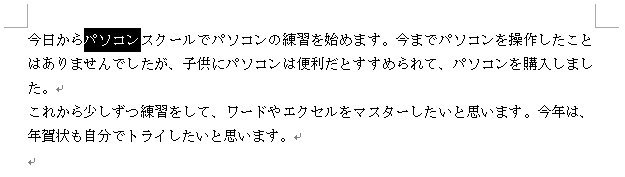 今日からパソコンスクールでパソコンの練習を始めます。今までパソコンを操作したこと
はありませんでしたが、子供にパソコンは便利だとすすめられて、パソコンを購入しまし
た。
これから少しずつ練習をして、ワードやエクセルをマスターしたいと思います。今年は、
年賀状も自分でトライしたいと思います。